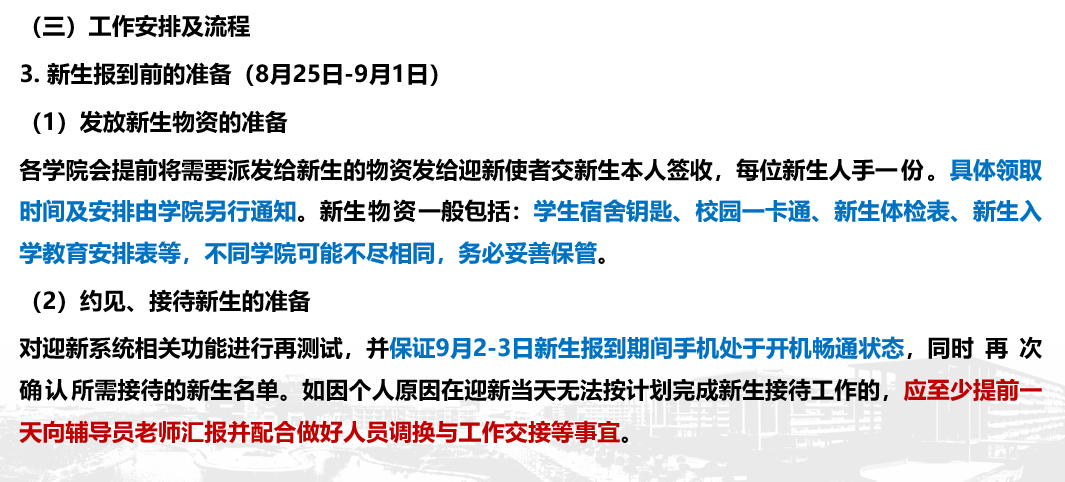 （三）工作安排及流程
3. 新生报到前的准备（8月25日-9月1日）
（1）发放新生物资的准备
各学院会提前将需要派发给新生的物资发给迎新使者交新生本人签收，每位新生人手一份。具体领取
时间及安排由学院另行通知。新生物资一般包括：学生宿舍钥匙、校园一卡通、新生体检表、新生入
学教育安排表等，不同学院可能不尽相同，务必妥善保管。
（2）约见、接待新生的准备
对迎新系统相关功能进行再测试，并保证9月2-3日新生报到期间手机处于开机畅通状态，同时 再 次
确认所需接待的新生名单。如因个人原因在迎新当天无法按计划完成新生接待工作的，应至少提前一
天向辅导员老师汇报并配合做好人员调换与工作交接等事宜。